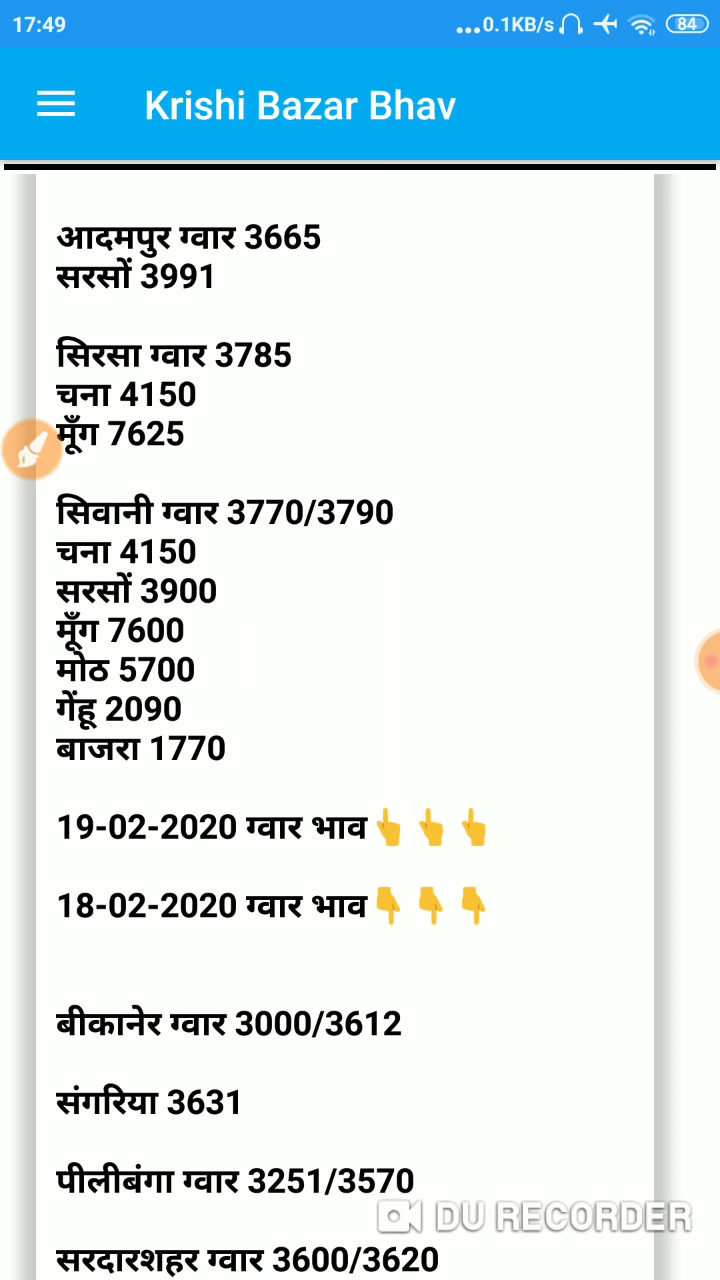 17:49
...0.1KB/s 84
Krishi Bazar Bhav
आदमपुर ग्वार 3665
सरसों 3991
सिरसा ग्वार 3785
चना 4150
मूँग 7625
सिवानी ग्वार 3770/3790
चना 4150
सरसों 3900
मूँग 7600
मोठ 5700
गेंहू 2090
बाजरा 1770
19-02-2020 ग्वार भाव👆👆👆
18-02-2020 ग्वार भाव👇👇👇
बीकानेर ग्वार 3000/3612
संगरिया 3631
पीलीबंगा ग्वार 3251/3570
DU RECORDER
सरदारशहर ग्वार 3600/3620